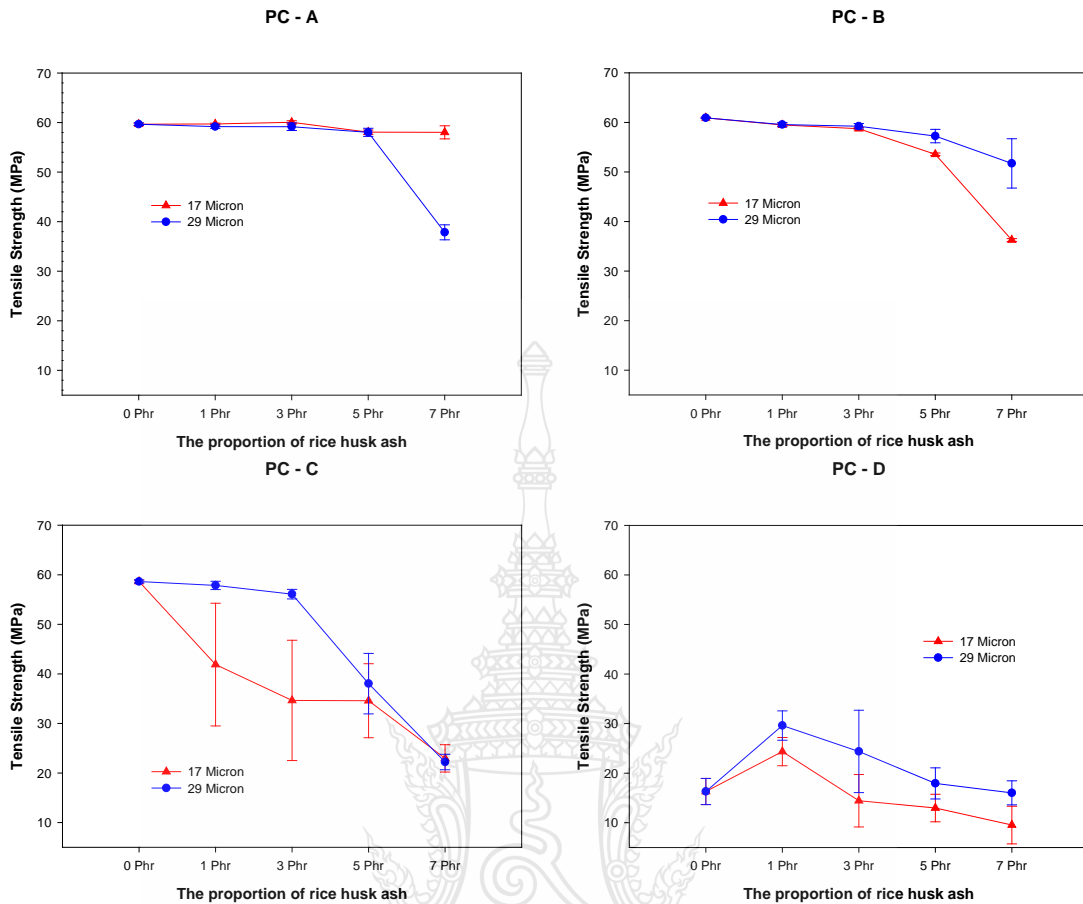 PC - A
70
60
50
40
30
20
10
Tensile Strength (MPa)
17 Micron
29 Micron
0 Phr 1 Phr 3 Phr 5 Phr 7 Phr
The proportion of rice husk ash
PC - B
70
60
50
40
30
20
10
Tensile Strength (MPa)
17 Micron
29 Micron
0 Phr 1 Phr 3 Phr 5 Phr 7 Phr
The proportion of rice husk ash
PC - C
70
60
50
40
30
20
10
Tensile Strength (MPa)
17 Micron
29 Micron
0 Phr 1 Phr 3 Phr 5 Phr 7 Phr
The proportion of rice husk ash
PC - D
70
60
50
40
30
20
10
Tensile Strength (MPa)
17 Micron
29 Micron
0 Phr 1 Phr 3 Phr 5 Phr 7 Phr
The proportion of rice husk ash